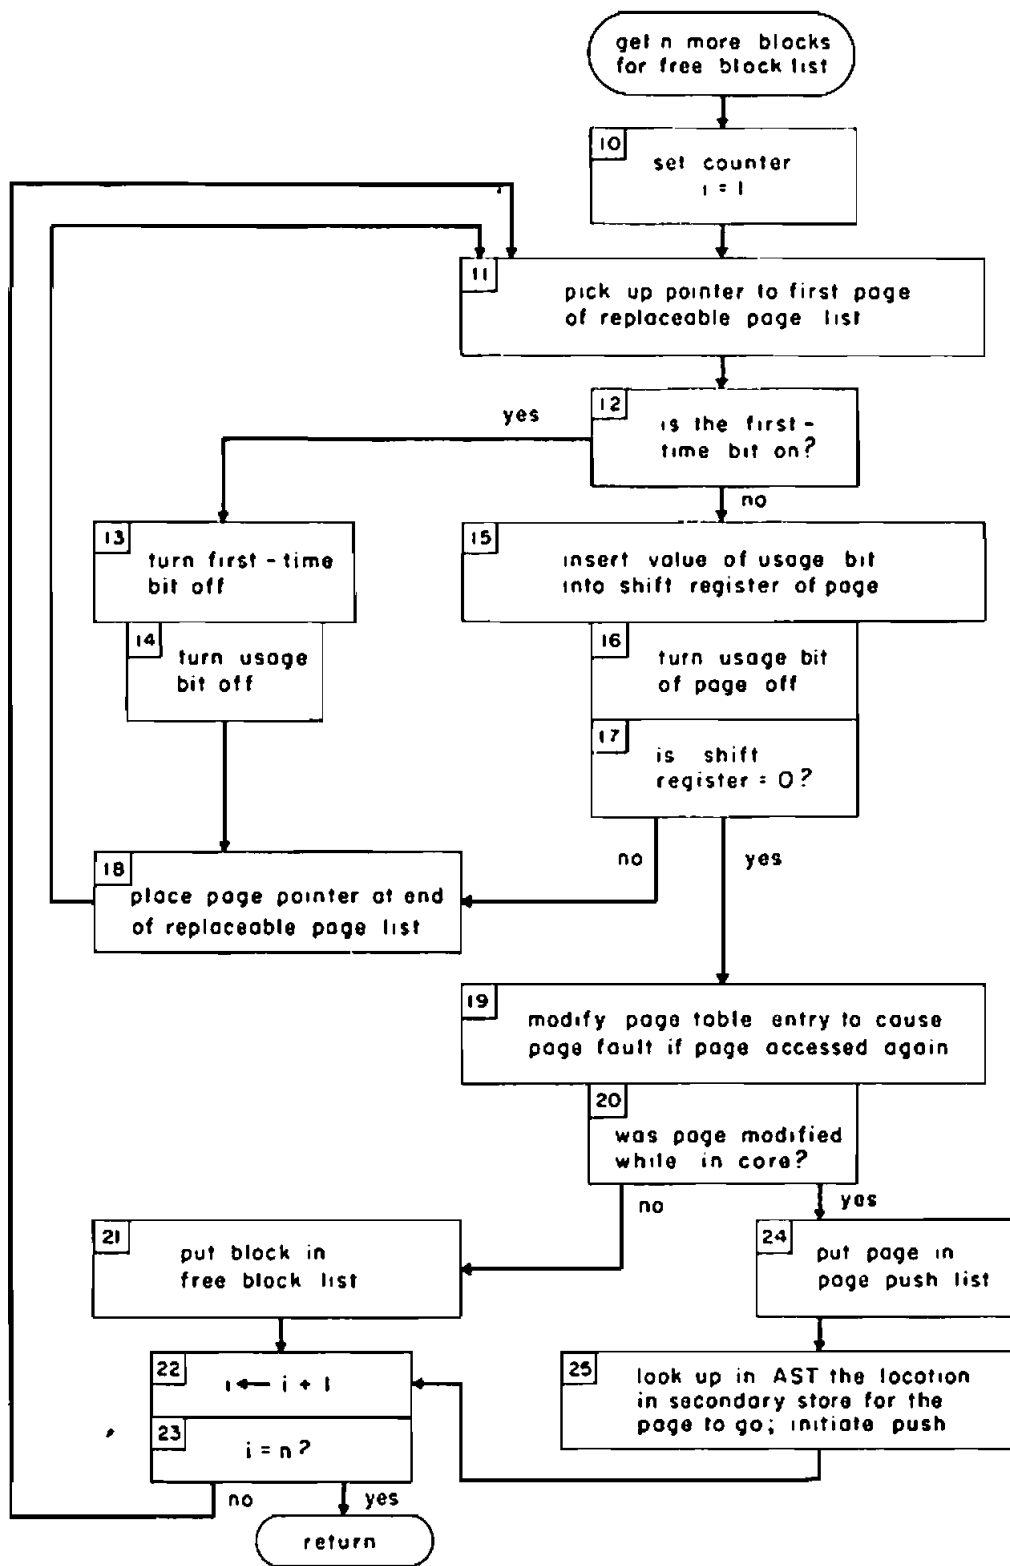 get n more blocks
for free block list
10
set counter
i = 1
11
pick up pointer to first page
of replaceable page list
12
is the first-
time bit on?
yes
no
13
turn first-time
bit off
14
turn usage
bit off
15
insert value of usage bit
into shift register of page
16
turn usage bit
of page off
17
is shift
register = 0?
no
yes
18
place page pointer at end
of replaceable page list
19
modify page table entry to cause
page fault if page accessed again
20
was page modified
while in core?
no
yes
21
put block in
free block list
24
put page in
page push list
22
i ← i + 1
23
i = n?
25
look up in AST the location
in secondary store for the
page to go; initiate push
no
yes
return